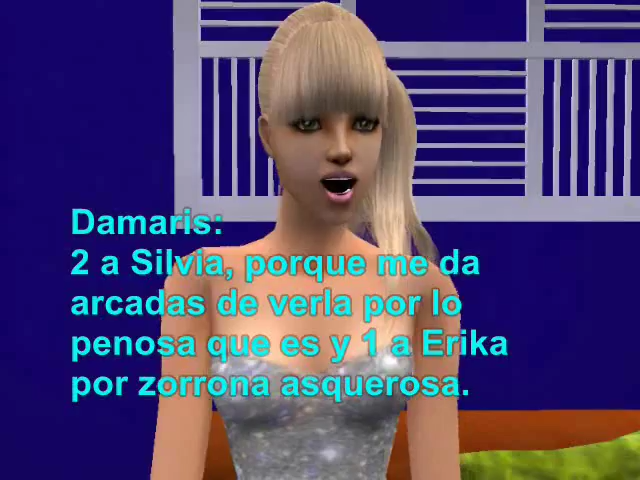 Damaris:
2 a Silvia, porque me da
arcadas de verla por lo
penosa que es y 1 a Erika
por zorrona asquerosa.